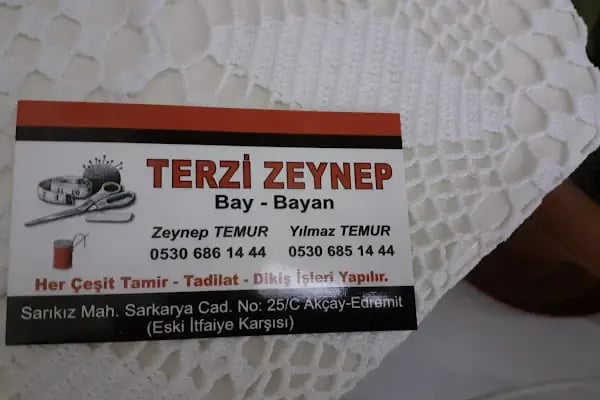 TERZİ ZEYNEP
Bay - Bayan
Zeynep TEMUR Yılmaz TEMUR
0530 686 14 44 0530 685 14 44
Her Çeşit Tamir - Tadilat - Dikiş İşleri Yapılır.
Sarıkız Mah. Sarkarya Cad. No: 25/C Akçay-Edremit
(Eski İtfaiye Karşısı)